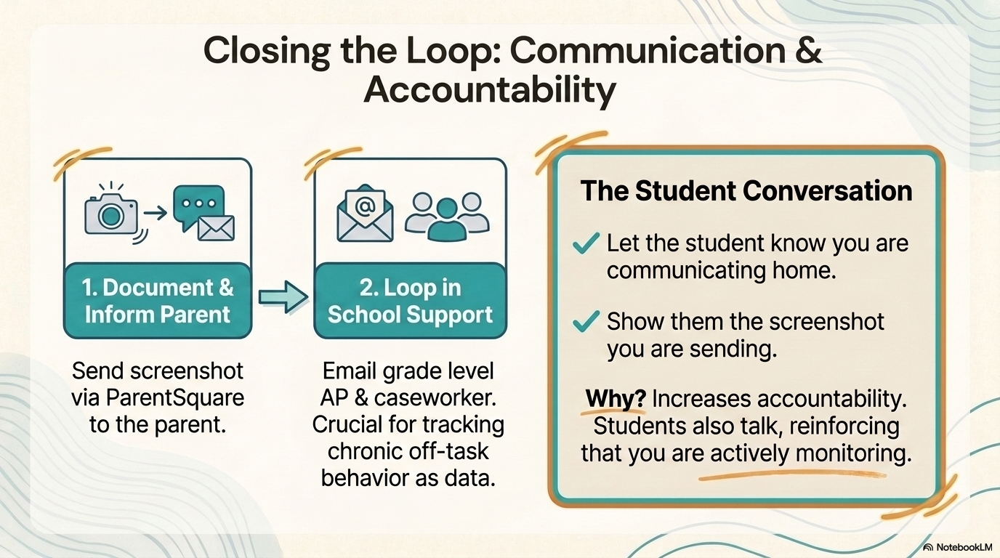 Closing the Loop: Communication &
Accountability
@
1. Document &
Inform Parent
Send screenshot
via ParentSquare
to the parent.
2. Loop in
School Support
Email grade level
AP & caseworker.
Crucial for tracking
chronic off-task
behavior as data.
The Student Conversation
Let the student know you are
communicating home.
Show them the screenshot
you are sending.
Why? Increases accountability.
Students also talk, reinforcing
that you are actively monitoring.
NotebookLM